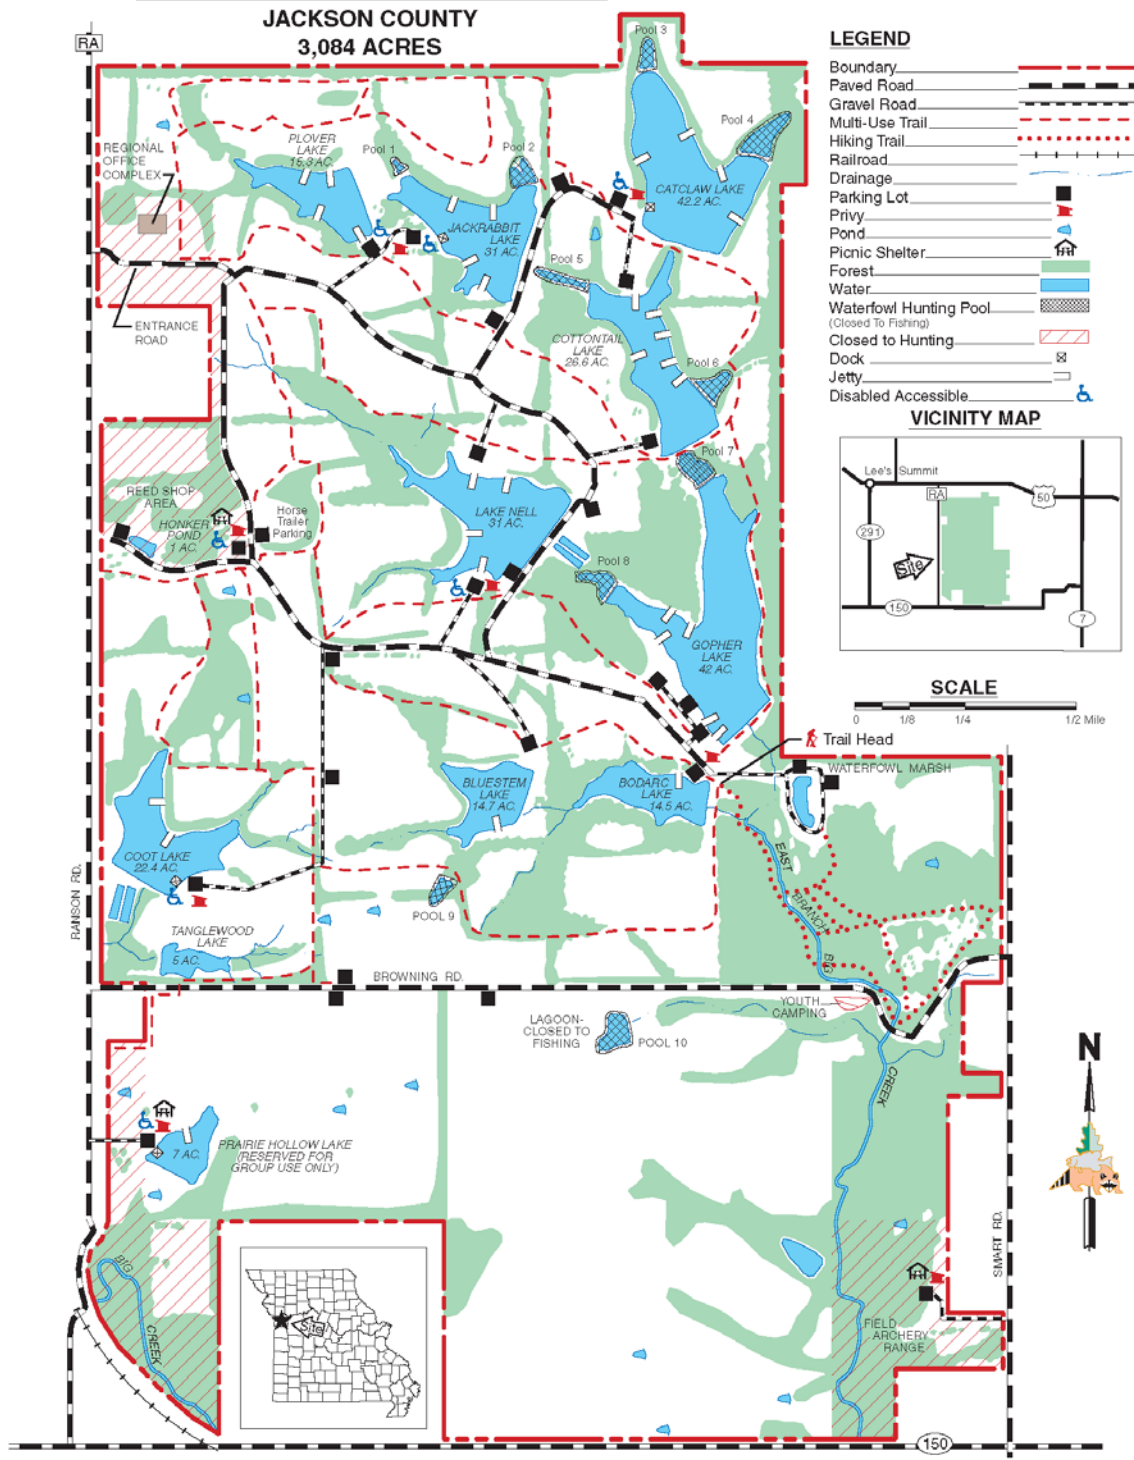 JACKSON COUNTY
3,084 ACRES
RA
Pool 3
Pool 4
PLOVER
LAKE
15.3 AC.
Pool 1
Pool 2
REGIONAL
OFFICE
COMPLEX
CATCLAW LAKE
42.2 AC.
JACKRABBIT
LAKE
31 AC.
Pool 5
ENTRANCE
ROAD
COTTONTAIL
LAKE
26.6 AC.
Pool 6
Pool 7
REED SHOP
AREA
HONKER
POND
1 AC.
Horse
Trailer
Parking
LAKE NELL
31 AC.
Pool 8
GOPHER
LAKE
42 AC.
Trail Head
WATERFOWL MARSH
BLUESTEM
LAKE
14.7 AC.
BODARC
LAKE
14.5 AC.
COOT LAKE
22.4 AC.
EAST
BRANCH
BIG
CREEK
RANSON RD.
POOL 9
TANGLEWOOD
LAKE
5 AC.
BROWNING RD.
YOUTH
CAMPING
LAGOON-
CLOSED TO
FISHING
POOL 10
PRAIRIE HOLLOW LAKE
(RESERVED FOR
GROUP USE ONLY)
7 AC.
BIG
CREEK
Site
SMART RD.
FIELD
ARCHERY
RANGE
150
LEGEND
Boundary
Paved Road
Gravel Road
Multi-Use Trail
Hiking Trail
Railroad
Drainage
Parking Lot
Privy
Pond
Picnic Shelter
Forest
Water
Waterfowl Hunting Pool
(Closed To Fishing)
Closed to Hunting
Dock
Jetty
Disabled Accessible
VICINITY MAP
Lee's Summit
RA
50
291
Site
150
7
SCALE
0 1/8 1/4 1/2 Mile
N